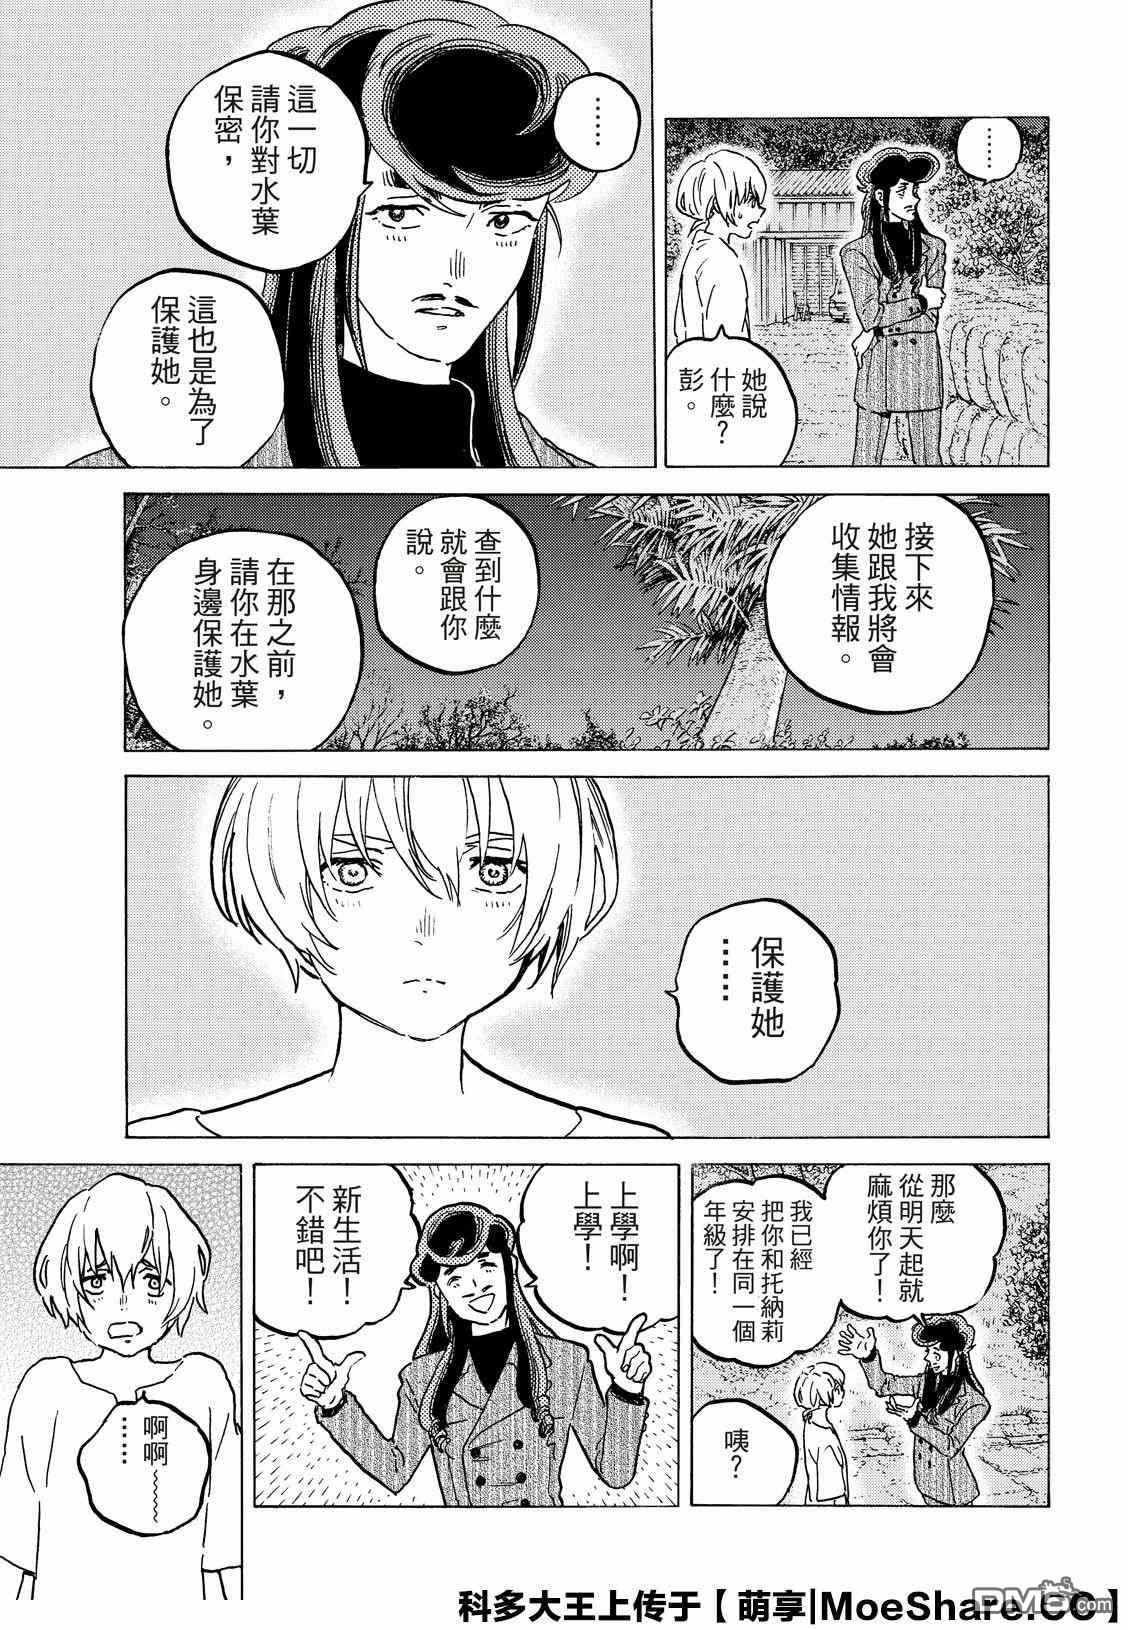 ……
她說
什麼？
彭。
……
這一切
請你對水葉
保密，
這也是為了
保護她。
接下來
她跟我將會
收集情報。
查到什麼
就會跟你
說。
在那之前，
請你在水葉
身邊保護她。
保護她
……
那麼
從明天起就
麻煩你了！
我已經
把你和托納莉
安排在同一個
年級了！
咦？
上學啊！
上學！
新生活！
不錯吧！
啊啊～
……
科多大王上传于【萌享|MoeShare.CC】